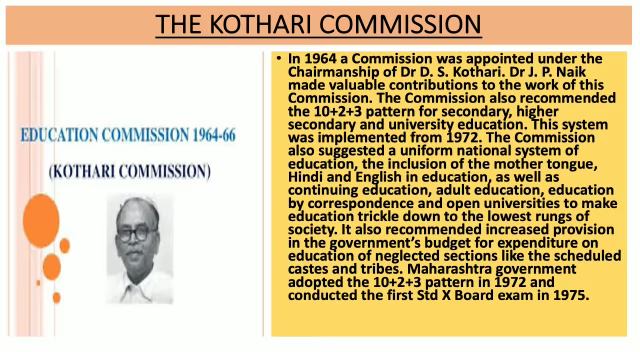 THE KOTHARI COMMISSION
EDUCATION COMMISSION 1964-66
(KOTHARI COMMISSION)
• In 1964 a Commission was appointed under the
Chairmanship of Dr D. S. Kothari. Dr J. P. Naik
made valuable contributions to the work of this
Commission. The Commission also recommended
the 10+2+3 pattern for secondary, higher
secondary and university education. This system
was implemented from 1972. The Commission
also suggested a uniform national system of
education, the inclusion of the mother tongue,
Hindi and English in education, as well as
continuing education, adult education, education
by correspondence and open universities to make
education trickle down to the lowest rungs of
society. It also recommended increased provision
in the government's budget for expenditure on
education of neglected sections like the scheduled
castes and tribes. Maharashtra government
adopted the 10+2+3 pattern in 1972 and
conducted the first Std X Board exam in 1975.